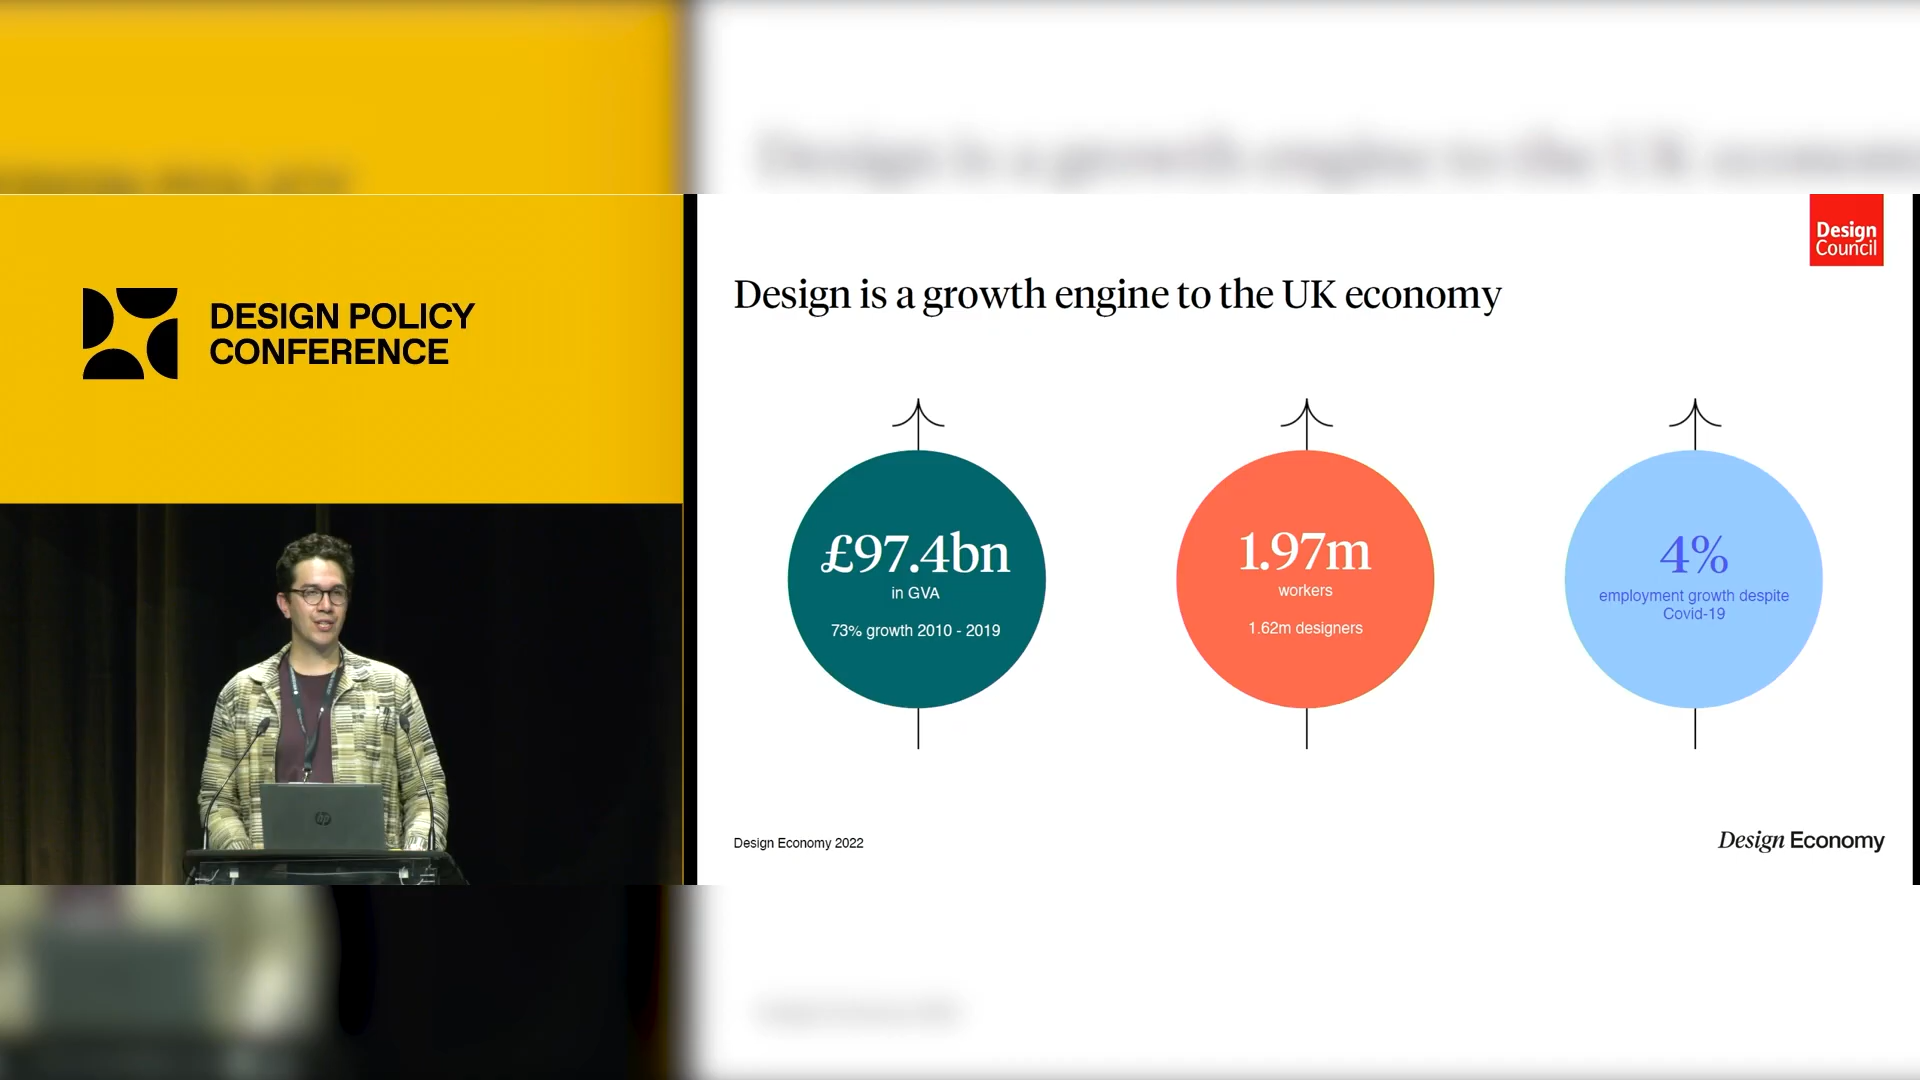 DESIGN POLICY
CONFERENCE
Design
Council
Design is a growth engine to the UK economy
£97.4bn
in GVA
73% growth 2010 - 2019
1.97m
workers
1.62m designers
4%
employment growth despite
Covid-19
Design Economy 2022
Design Economy
hp